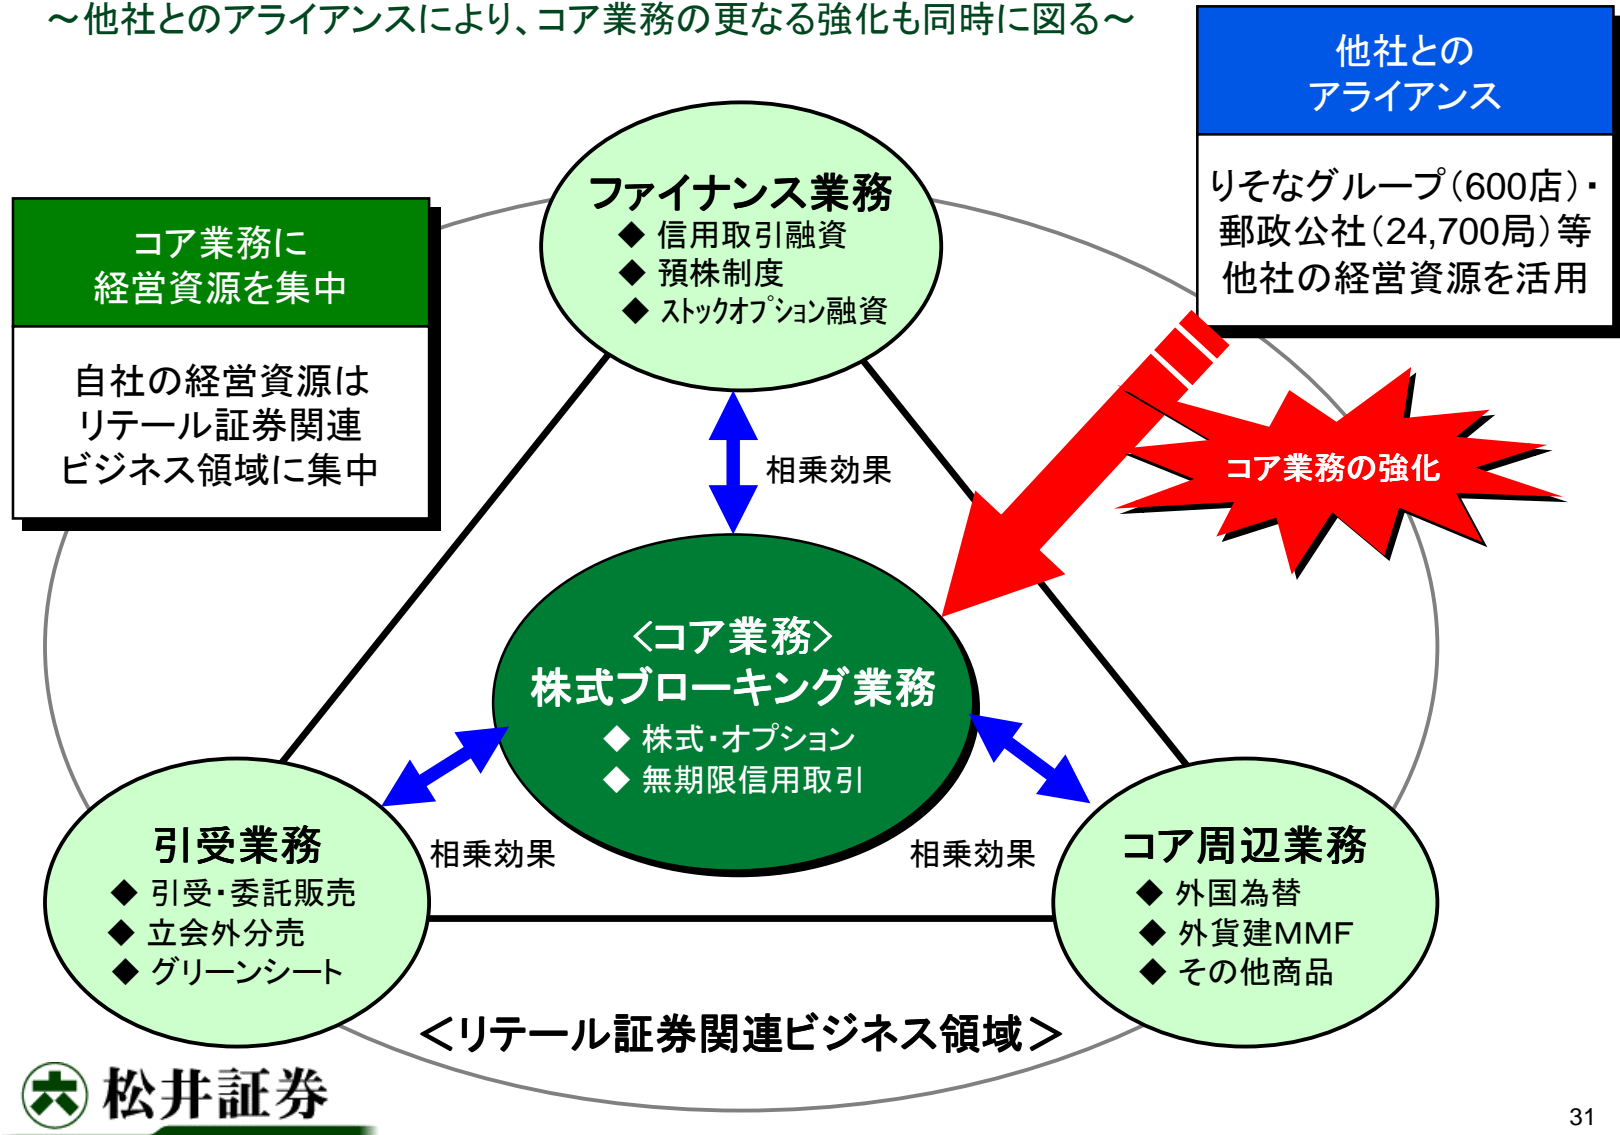 ～他社とのアライアンスにより、コア業務の更なる強化も同時に図る～
他社との
アライアンス
りそなグループ（600店）・
郵政公社（24,700局）等
他社の経営資源を活用
コア業務に
経営資源を集中
自社の経営資源は
リテール証券関連
ビジネス領域に集中
ファイナンス業務
◆ 信用取引融資
◆ 預株制度
◆ ストックオプション融資
相乗効果
コア業務の強化
＜コア業務＞
株式ブローキング業務
◆ 株式・オプション
◆ 無期限信用取引
引受業務
◆ 引受・委託販売
◆ 立会外分売
◆ グリーンシート
相乗効果
相乗効果
コア周辺業務
◆ 外国為替
◆ 外貨建MMF
◆ その他商品
＜リテール証券関連ビジネス領域＞
松井証券
31